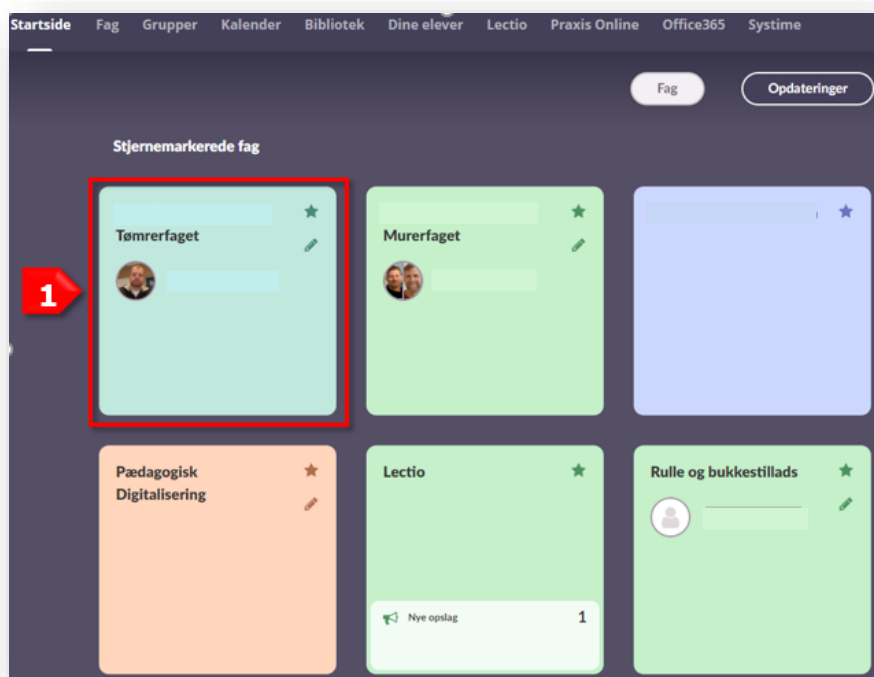 Startside Fag Grupper Kalender Bibliotek Dine elever Lectio Praxis Online Office365 Systime
Fag Opdateringer
Stjernemarkerede fag
Tømrerfaget
Murerfaget
1
Pædagogisk
Digitalisering
Lectio
Nye opslag 1
Rulle og bukkestillads